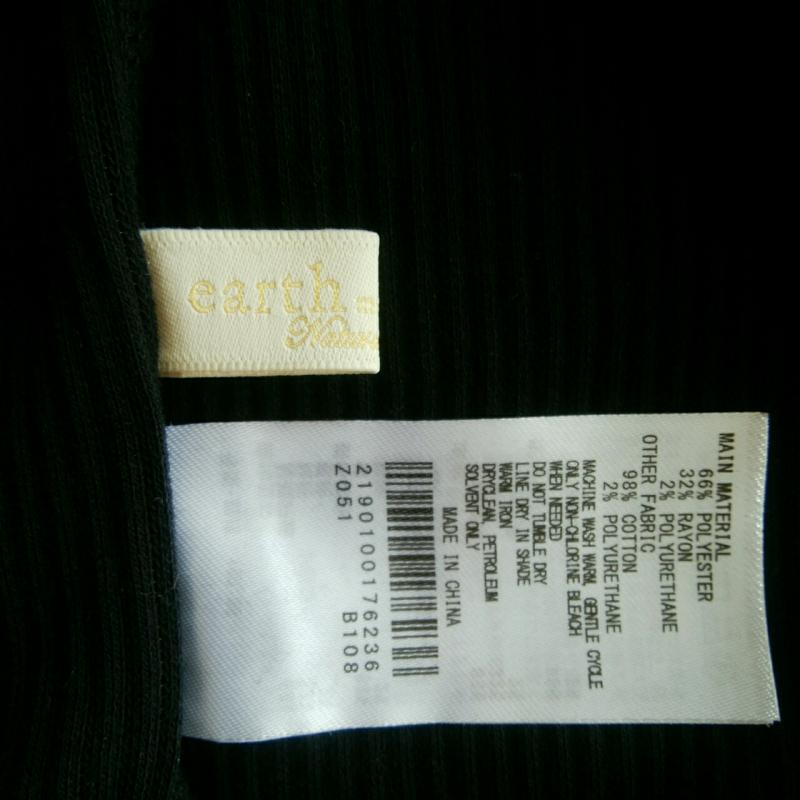 earth
MAIN MATERIAL
66% POLYESTER
32% RAYON
2% POLYURETHANE
OTHER FABRIC
98% COTTON
2% POLYURETHANE
MACHINE WASH WARM, GENTLE CYCLE
ONLY NON-CHLORINE BLEACH
WHEN NEEDED
DO NOT TUMBLE DRY
LINE DRY IN SHADE
WARM IRON
DRYCLEAN, PETROLEUM
SOLVENT ONLY
MADE IN CHINA
2190100176236
Z051 B108